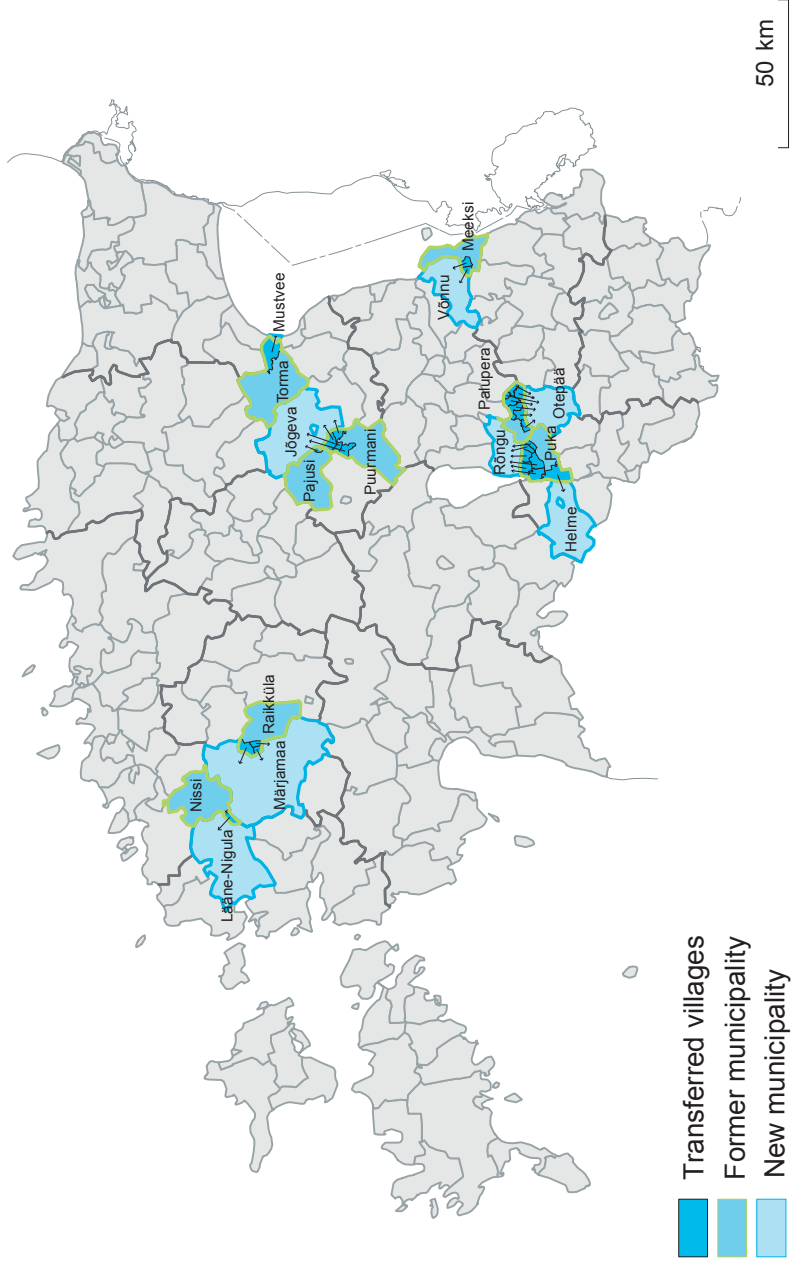 Mustvee
Torma
Jõgeva
Pajusi
Puurmani
Meeksi
Võnnu
Palupera
Otepää
Rõngu
Puka
Helme
Raikküla
Nissi
Märjamaa
Lääne-Nigula
50 km
Transferred villages
Former municipality
New municipality